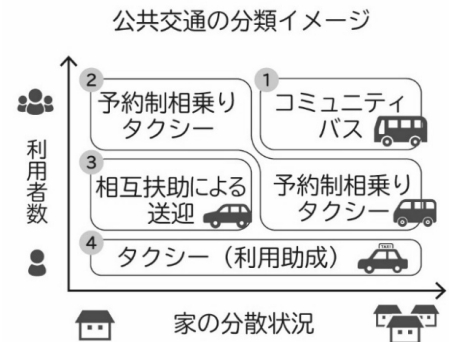 公共交通の分類イメージ
利用者数
2
予約制相乗り
タクシー
1
コミュニティ
バス
3
相互扶助による
送迎
予約制相乗り
タクシー
4
タクシー（利用助成）
TAXI
家の分散状況